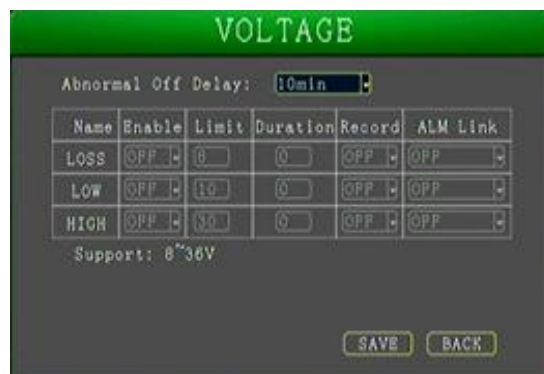 VOLTAGE
Abnormal Off Delay: 10min
Name Enable Limit Duration Record ALM Link
LOSS OFF 8 0 OFF OFF
LOW OFF 10 0 OFF OFF
HIGH OFF 30 0 OFF OFF
Support: 8~36V
SAVE BACK